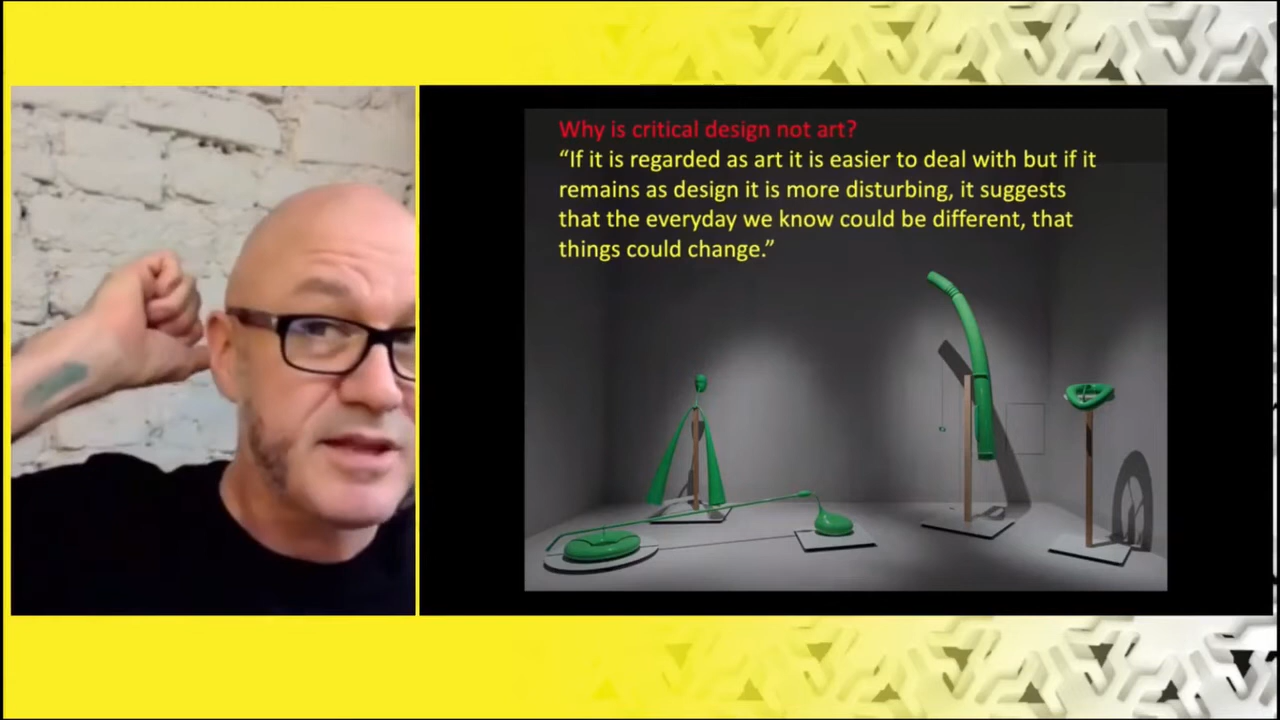 Why is critical design not art?
“If it is regarded as art it is easier to deal with but if it
remains as design it is more disturbing, it suggests
that the everyday we know could be different, that
things could change.”